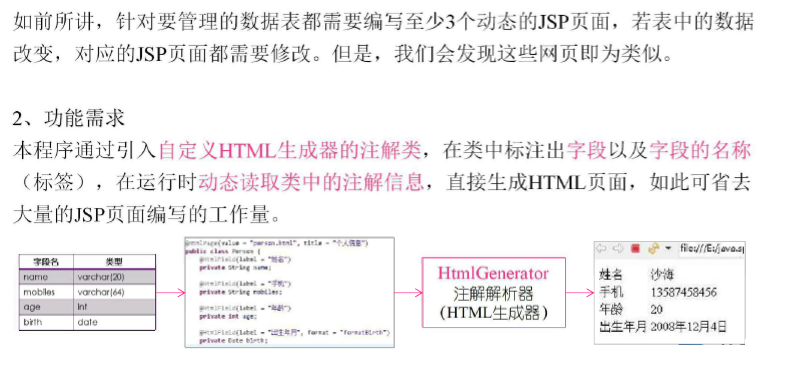 如前所讲，针对要管理的数据表都需要编写至少3个动态的JSP页面，若表中的数据
改变，对应的JSP页面都需要修改。但是，我们会发现这些网页即为类似。
2、功能需求
本程序通过引入自定义HTML生成器的注解类，在类中标注出字段以及字段的名称
（标签），在运行时动态读取类中的注解信息，直接生成HTML页面，如此可省去
大量的JSP页面编写的工作量。
字段名 类型
name varchar(20)
mobiles varchar(64)
age int
birth date
@HtmlPage(value = "person.html", title = "个人信息")
public class Person {
@HtmlField(label = "姓名")
private String name;
@HtmlField(label = "手机")
private String mobiles;
@HtmlField(label = "年龄")
private int age;
@HtmlField(label = "出生年月", format = "formatBirth")
private Date birth;
HtmlGenerator
注解解析器
(HTML生成器)
file:///E:/java.s
姓名 沙海
手机 13587458456
年龄 20
出生年月 2008年12月4日